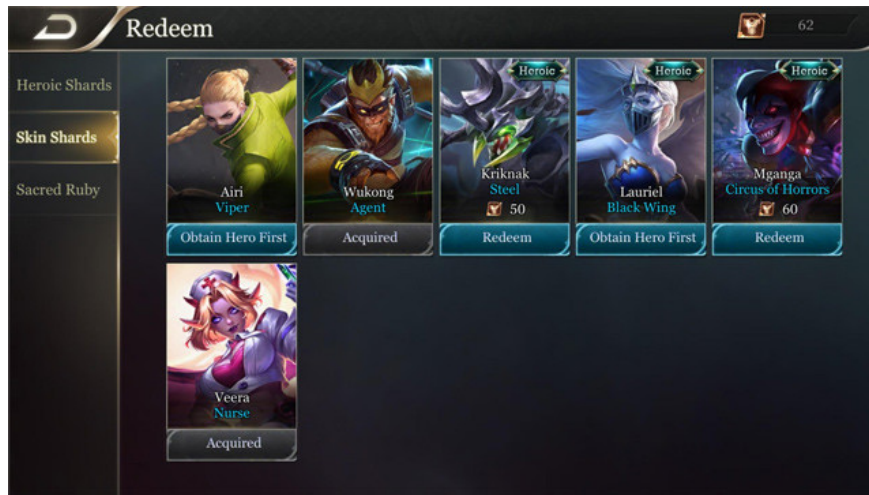 Redeem
62
Heroic Shards
Skin Shards
Sacred Ruby
Airi
Viper
Obtain Hero First
Wukong
Agent
Acquired
Heroic
Kriknak
Steel
50
Redeem
Heroic
Lauriel
Black Wing
Obtain Hero First
Heroic
Mganga
Circus of Horrors
60
Redeem
Veera
Nurse
Acquired